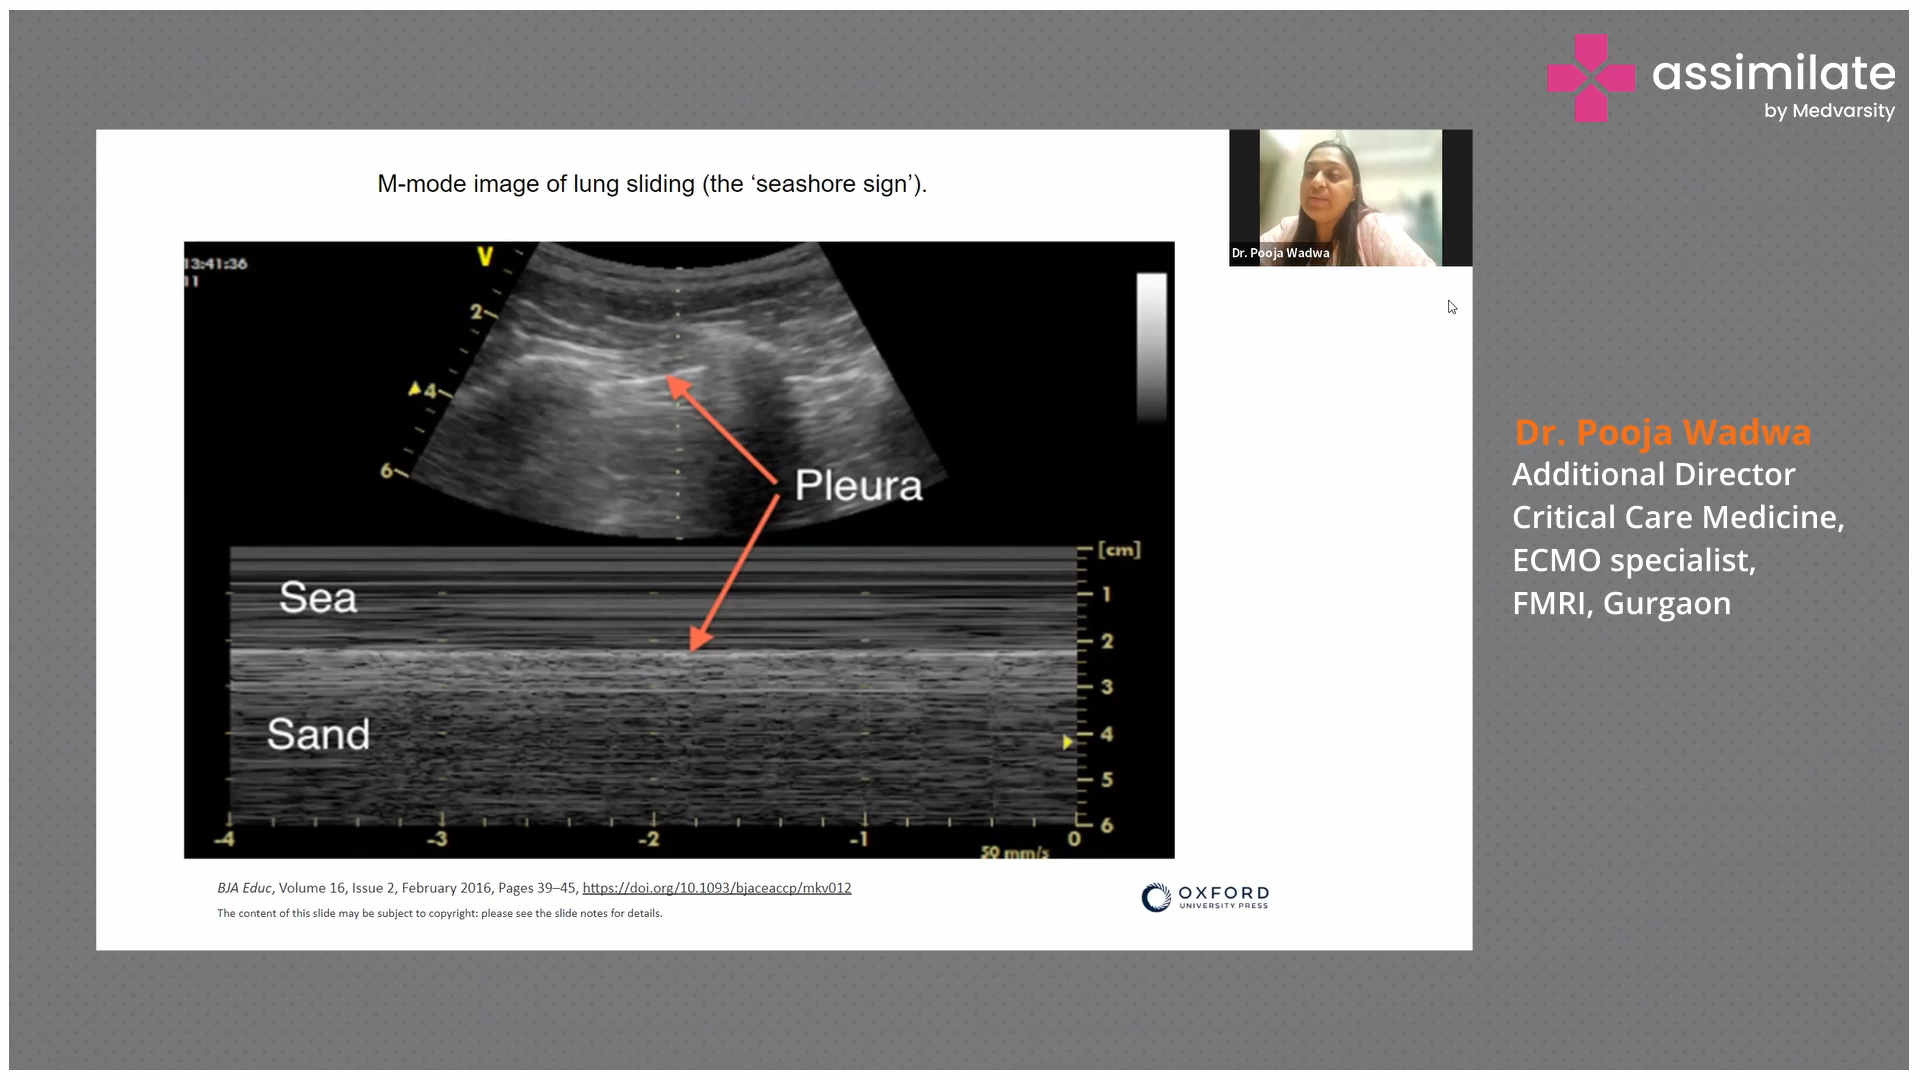 assimilate
by Medvarsity
M-mode image of lung sliding (the ‘seashore sign’).
Dr. Pooja Wadwa
13:41:36
11
V
2
4
6
Pleura
[cm]
Sea
1
2
3
Sand
4
5
6
-4 -3 -2 -1 0
50 mm/s
BJA Educ, Volume 16, Issue 2, February 2016, Pages 39–45, https://doi.org/10.1093/bjaceaccp/mkv012
The content of this slide may be subject to copyright: please see the slide notes for details.
OXFORD
UNIVERSITY PRESS
Dr. Pooja Wadwa
Additional Director
Critical Care Medicine,
ECMO specialist,
FMRI, Gurgaon